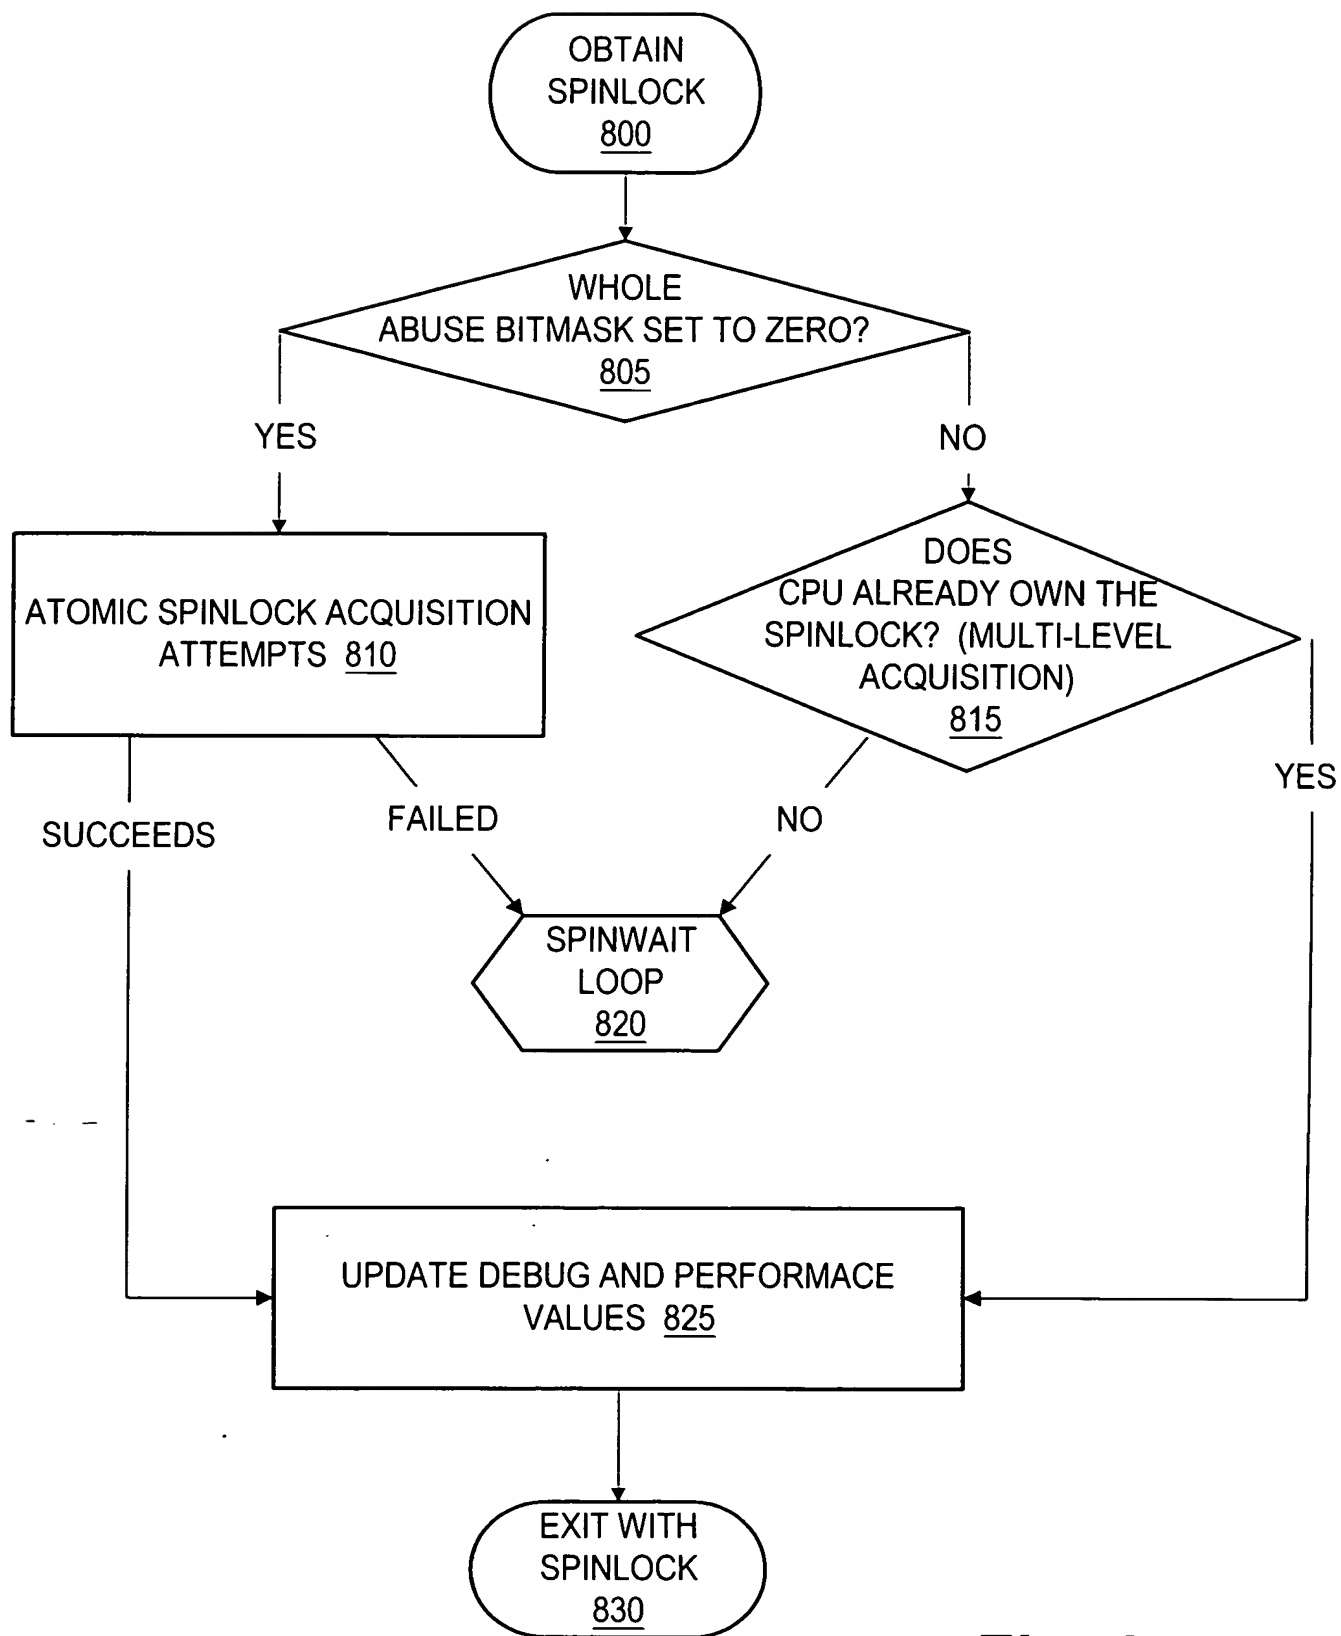 OBTAIN
SPINLOCK
800
WHOLE
ABUSE BITMASK SET TO ZERO?
805
YES
NO
ATOMIC SPINLOCK ACQUISITION
ATTEMPTS 810
DOES
CPU ALREADY OWN THE
SPINLOCK? (MULTI-LEVEL
ACQUISITION)
815
SUCCEEDS
FAILED
NO
YES
SPINWAIT
LOOP
820
UPDATE DEBUG AND PERFORMACE
VALUES 825
EXIT WITH
SPINLOCK
830